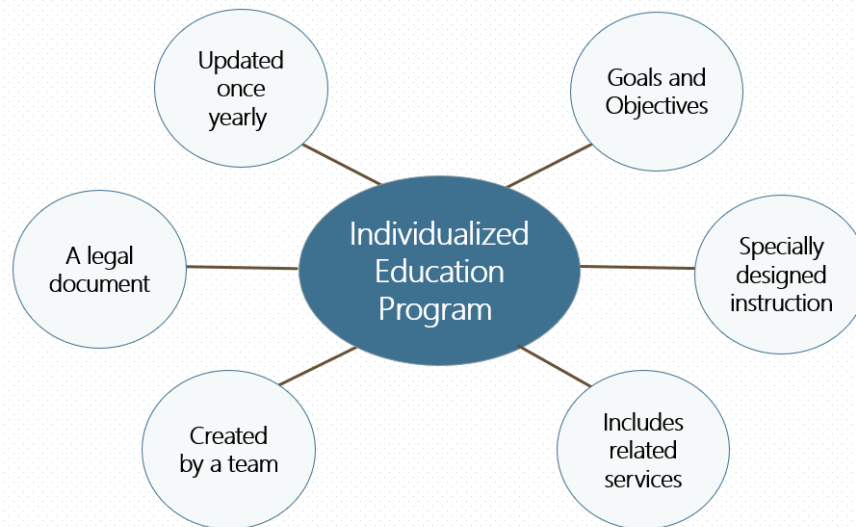 Updated
once
yearly
Goals and
Objectives
Individualized
Education
Program
A legal
document
Specially
designed
instruction
Created
by a team
Includes
related
services